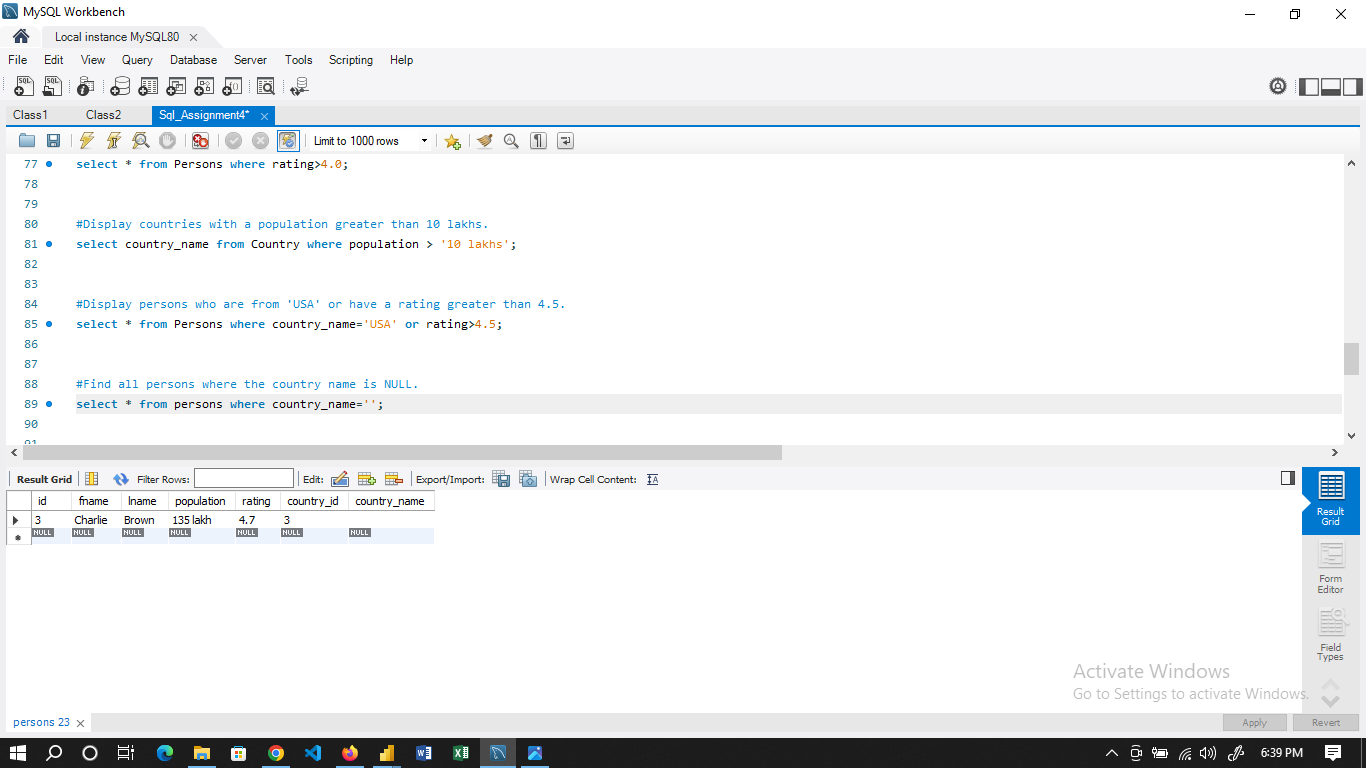 MySQL Workbench
Local instance MySQL80
File Edit View Query Database Server Tools Scripting Help
Class1 Class2 Sql_Assignment4*
Limit to 1000 rows
77 select * from Persons where rating>4.0;
78
79
80 #Display countries with a population greater than 10 lakhs.
81 select country_name from Country where population > '10 lakhs';
82
83
84 #Display persons who are from 'USA' or have a rating greater than 4.5.
85 select * from Persons where country_name='USA' or rating>4.5;
86
87
88 #Find all persons where the country name is NULL.
89 select * from persons where country_name='';
90
91
Result Grid Filter Rows: Edit: Export/Import: Wrap Cell Content:
id fname lname population rating country_id country_name
3 Charlie Brown 135 lakh 4.7 3
NULL NULL NULL NULL NULL NULL NULL
Result
Grid
Form
Editor
Field
Types
Activate Windows
Go to Settings to activate Windows.
persons 23
Apply Revert
6:39 PM